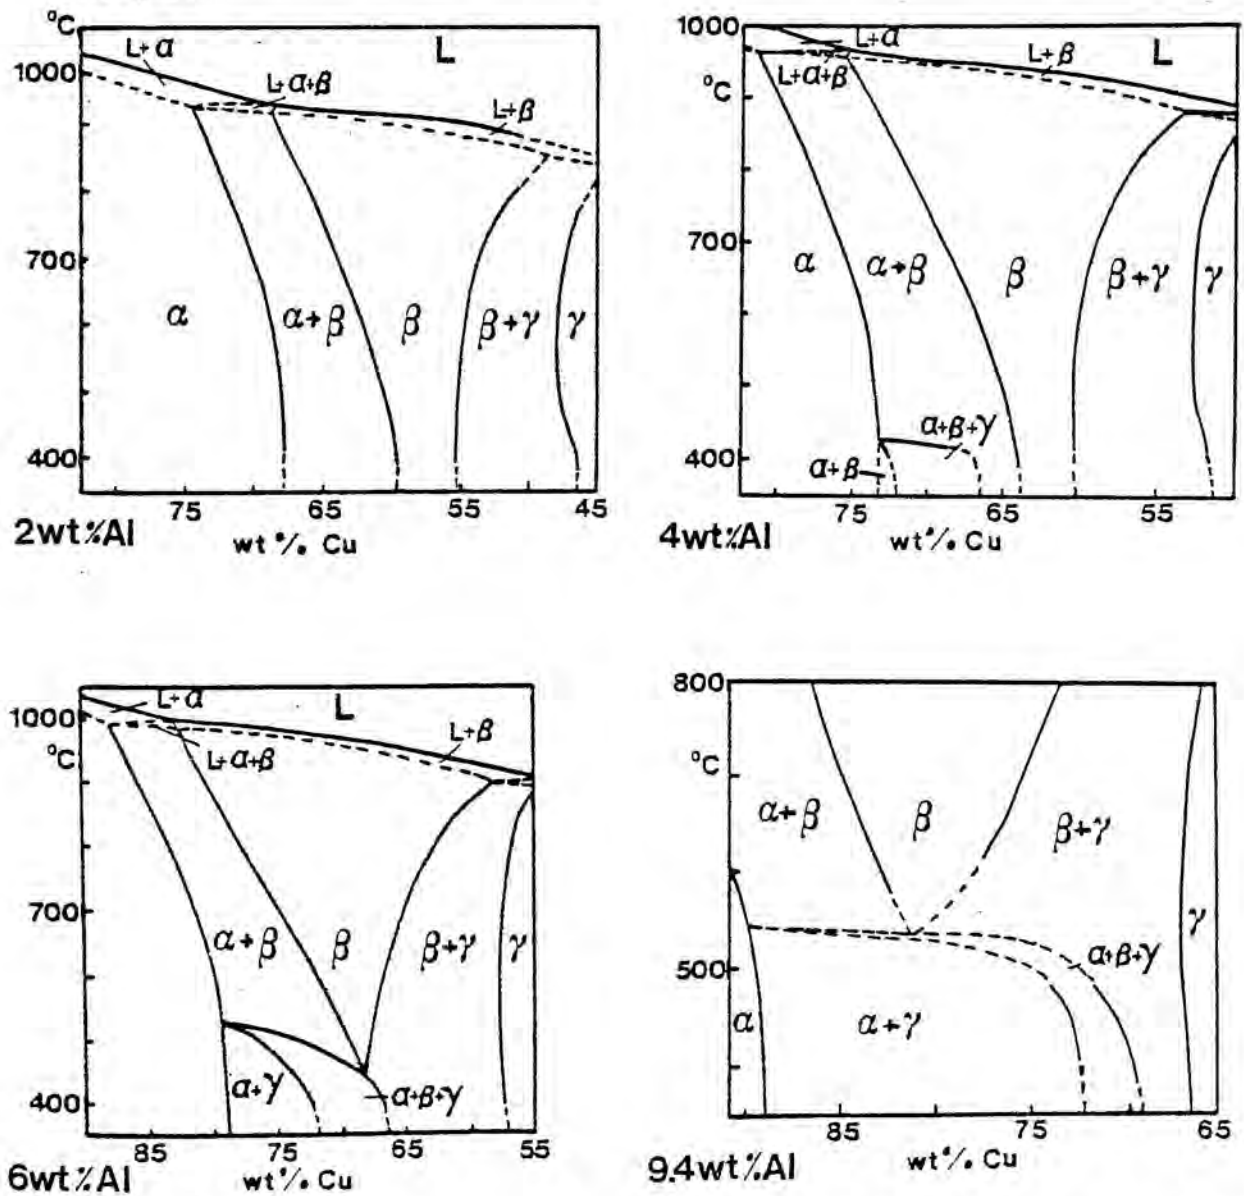 °C
1000
700
400
L+α
L+α+β
L
L+β
α
α+β
β
β+γ
γ
75
65
55
45
2wt.%Al
wt°/. Cu
1000
°C
700
400
L+α
L+α+β
L+β
L
α
α+β
β
β+γ
γ
α+β+γ
α+β
75
65
55
4wt.%Al
wt°/. Cu
1000
°C
700
400
L+α
L
L+β
L+α+β
α+β
β
β+γ
γ
α+γ
α+β+γ
85
75
65
55
6wt.%Al
wt°/. Cu
800
°C
500
α+β
β
β+γ
γ
α+β+γ
α
α+γ
85
75
65
9.4wt.%Al
wt°/. Cu